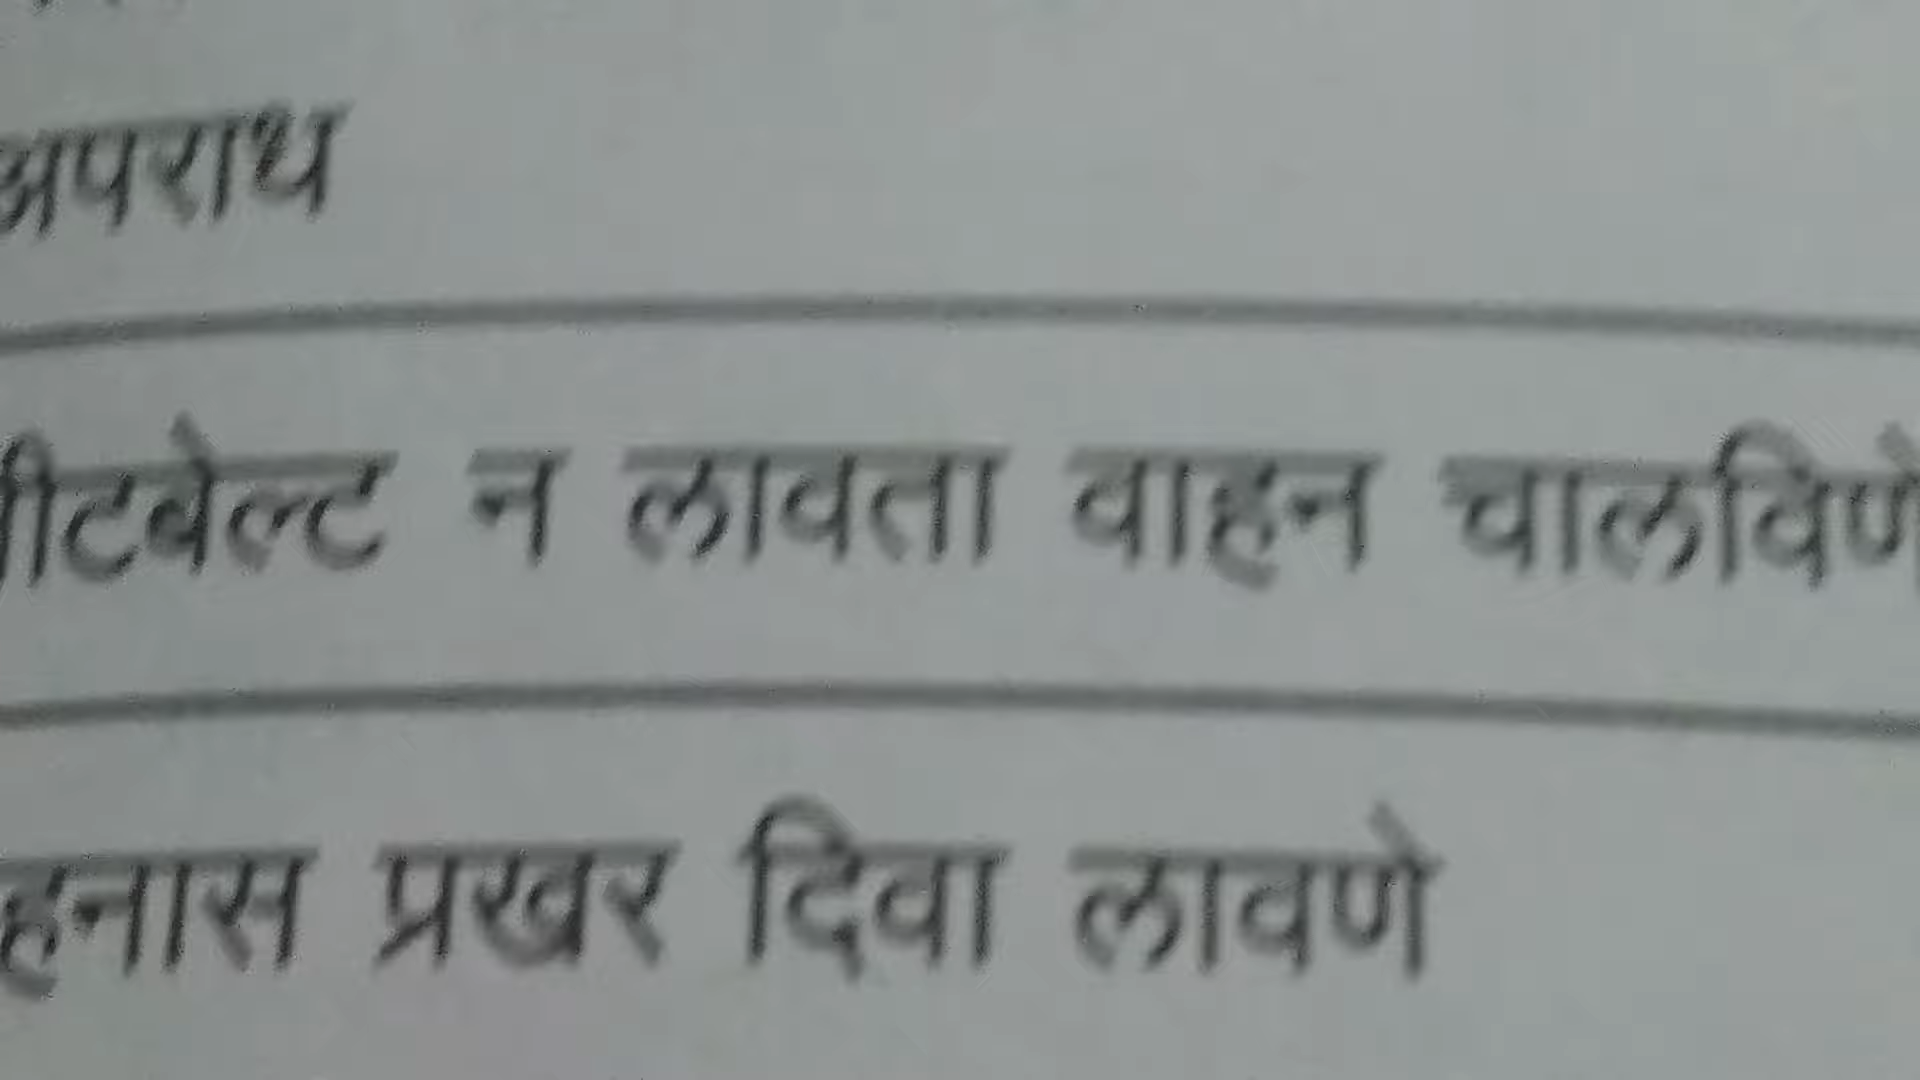 अपराध
ीटबेल्ट न लावता वाहन चालविणे
हनास प्रखर दिवा लावणे